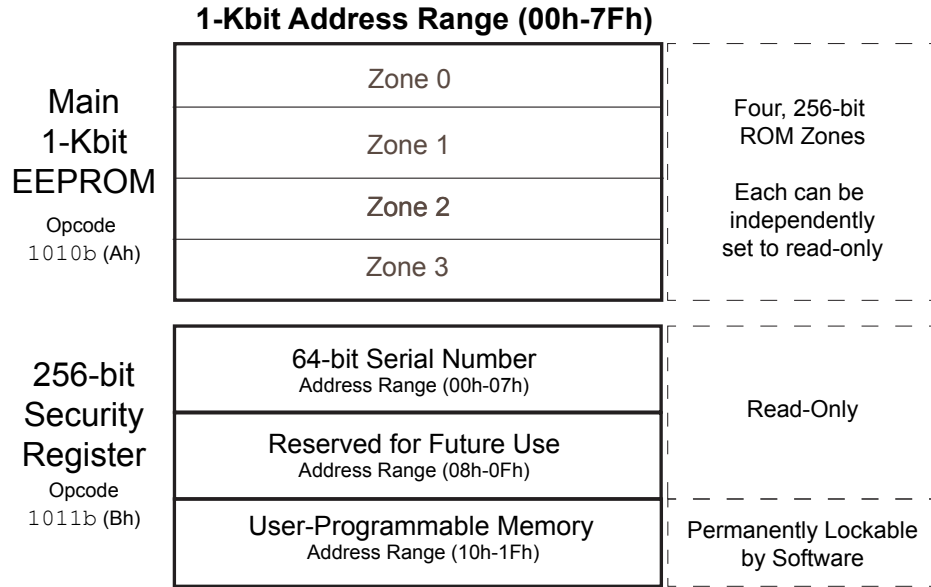 1-Kbit Address Range (00h-7Fh)
Main
1-Kbit
EEPROM
Opcode
1010b (Ah)
Zone 0
Zone 1
Zone 2
Zone 3
Four, 256-bit
ROM Zones
Each can be
independently
set to read-only
256-bit
Security
Register
Opcode
1011b (Bh)
64-bit Serial Number
Address Range (00h-07h)
Reserved for Future Use
Address Range (08h-0Fh)
User-Programmable Memory
Address Range (10h-1Fh)
Read-Only
Permanently Lockable
by Software